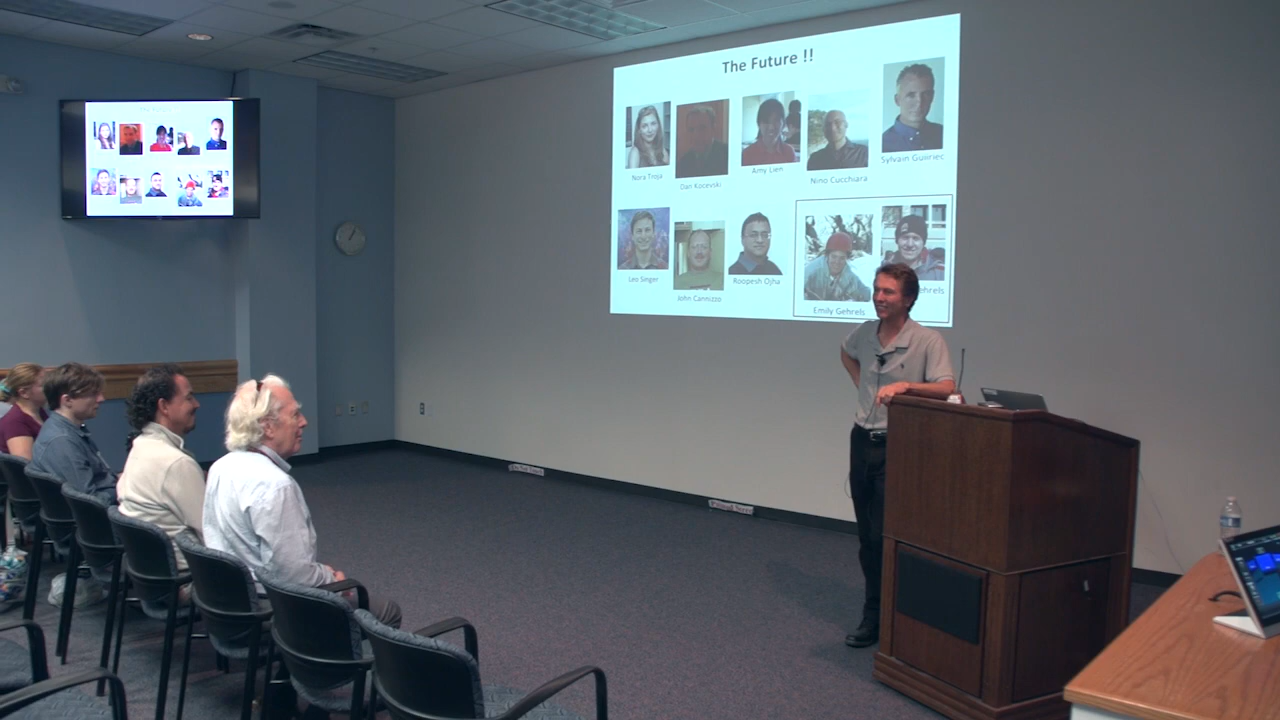 The Future !!
Nora Troja
Dan Kocevski
Amy Lien
Nino Cucchiara
Sylvain Guiriec
Leo Singer
John Cannizzo
Roopesh Ojha
Emily Gehrels